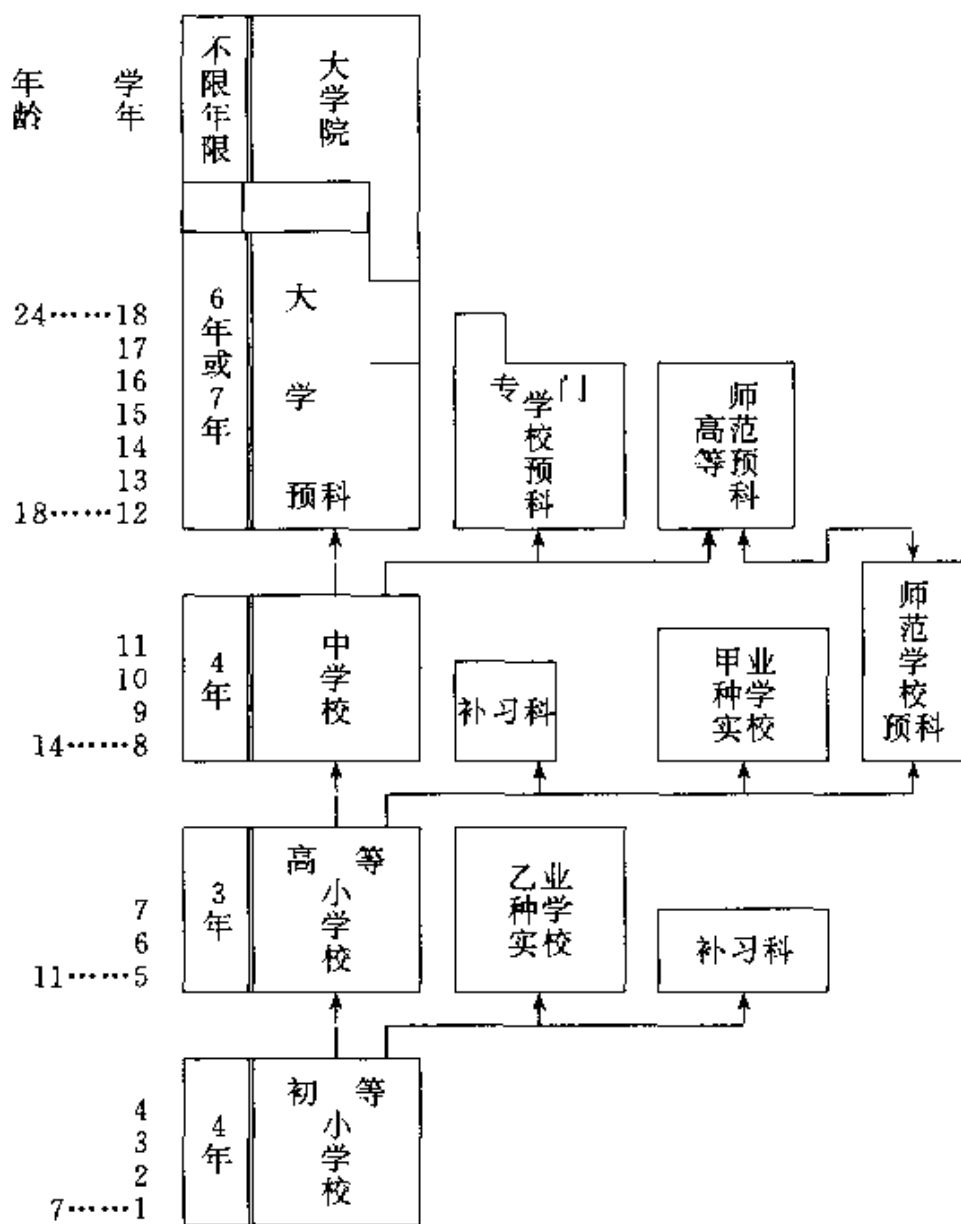 年龄
学年
不限年限
大学院
6年或7年
大学
预科
24……18
17
16
15
14
13
18……12
专门
学校预科
高等
师范预科
4年
中学校
11
10
9
14……8
补习科
甲种实
业学校
师范学校
预科
3年
高等
小学校
7
6
11……5
乙种实
业学校
补习科
4年
初等
小学校
4
3
2
7……1